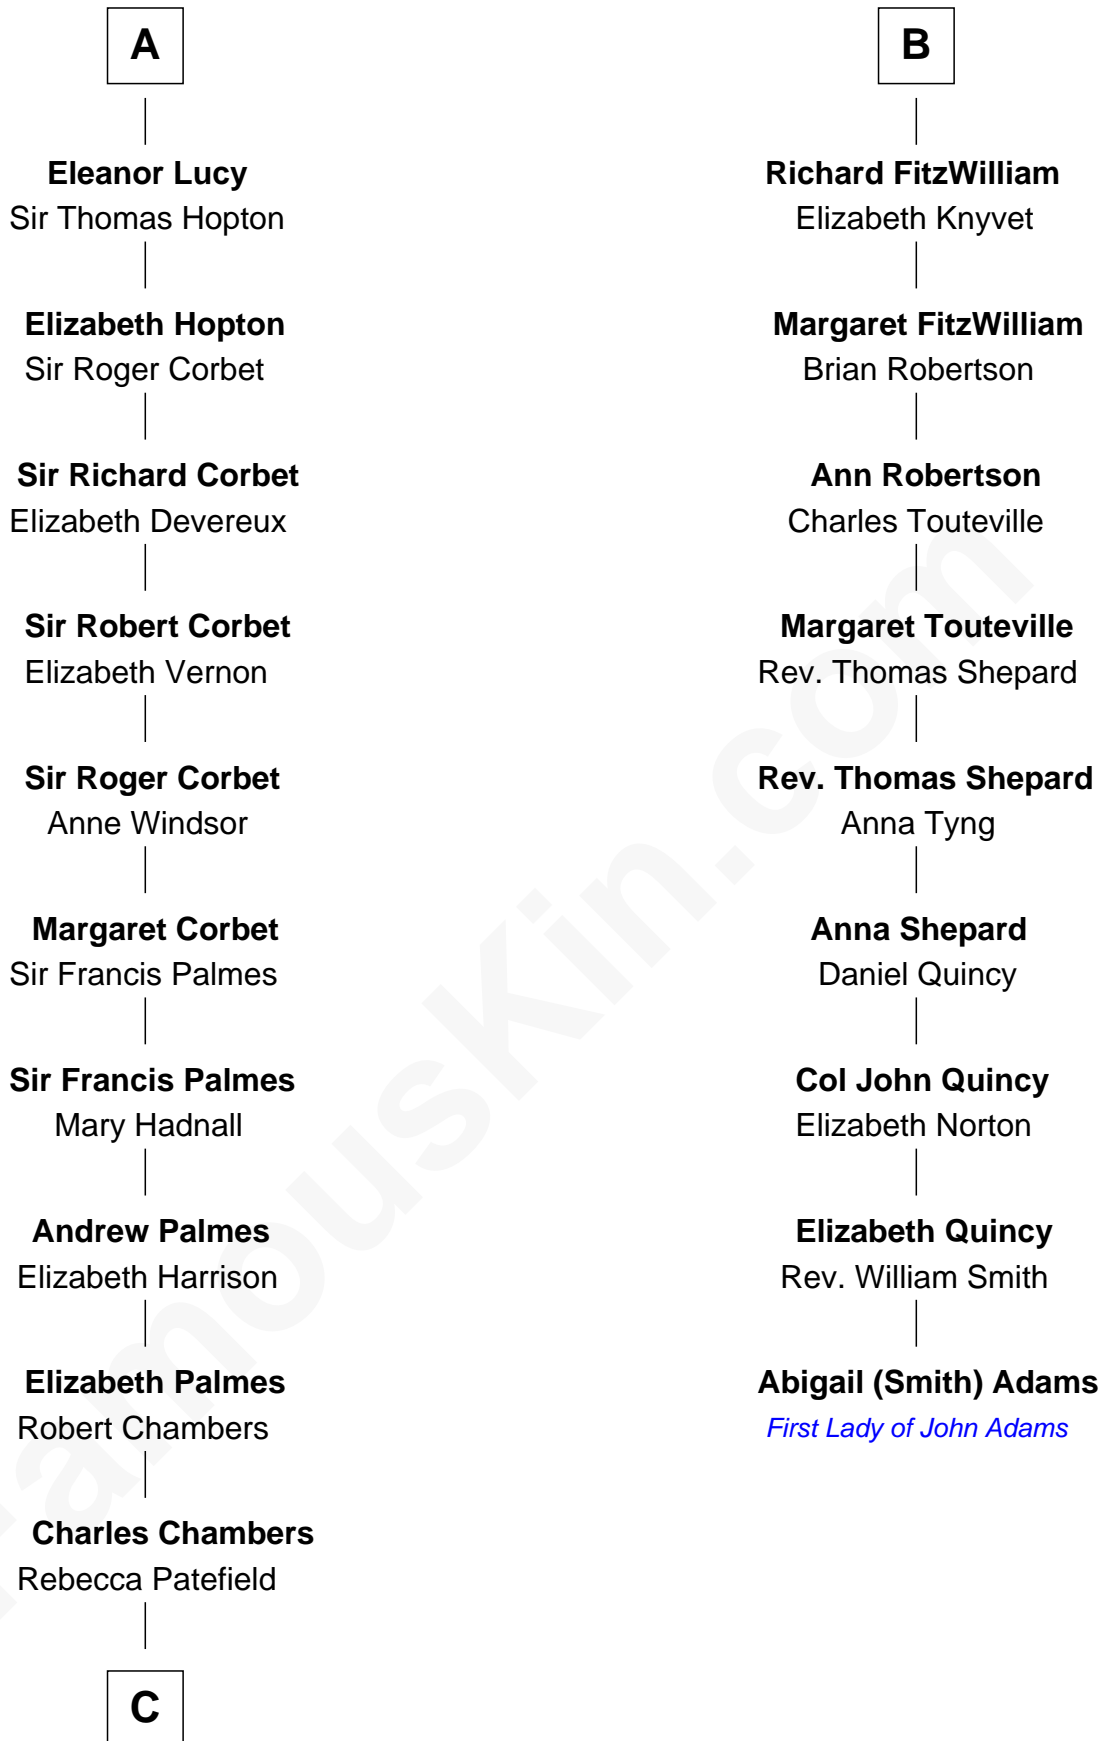 A
Eleanor Lucy
Sir Thomas Hopton
Elizabeth Hopton
Sir Roger Corbet
Sir Richard Corbet
Elizabeth Devereux
Sir Robert Corbet
Elizabeth Vernon
Sir Roger Corbet
Anne Windsor
Margaret Corbet
Sir Francis Palmes
Sir Francis Palmes
Mary Hadnall
Andrew Palmes
Elizabeth Harrison
Elizabeth Palmes
Robert Chambers
Charles Chambers
Rebecca Patefield
C
B
Richard FitzWilliam
Elizabeth Knyvet
Margaret FitzWilliam
Brian Robertson
Ann Robertson
Charles Touteville
Margaret Touteville
Rev. Thomas Shepard
Rev. Thomas Shepard
Anna Tyng
Anna Shepard
Daniel Quincy
Col John Quincy
Elizabeth Norton
Elizabeth Quincy
Rev. William Smith
Abigail (Smith) Adams
First Lady of John Adams
FamousKin.com